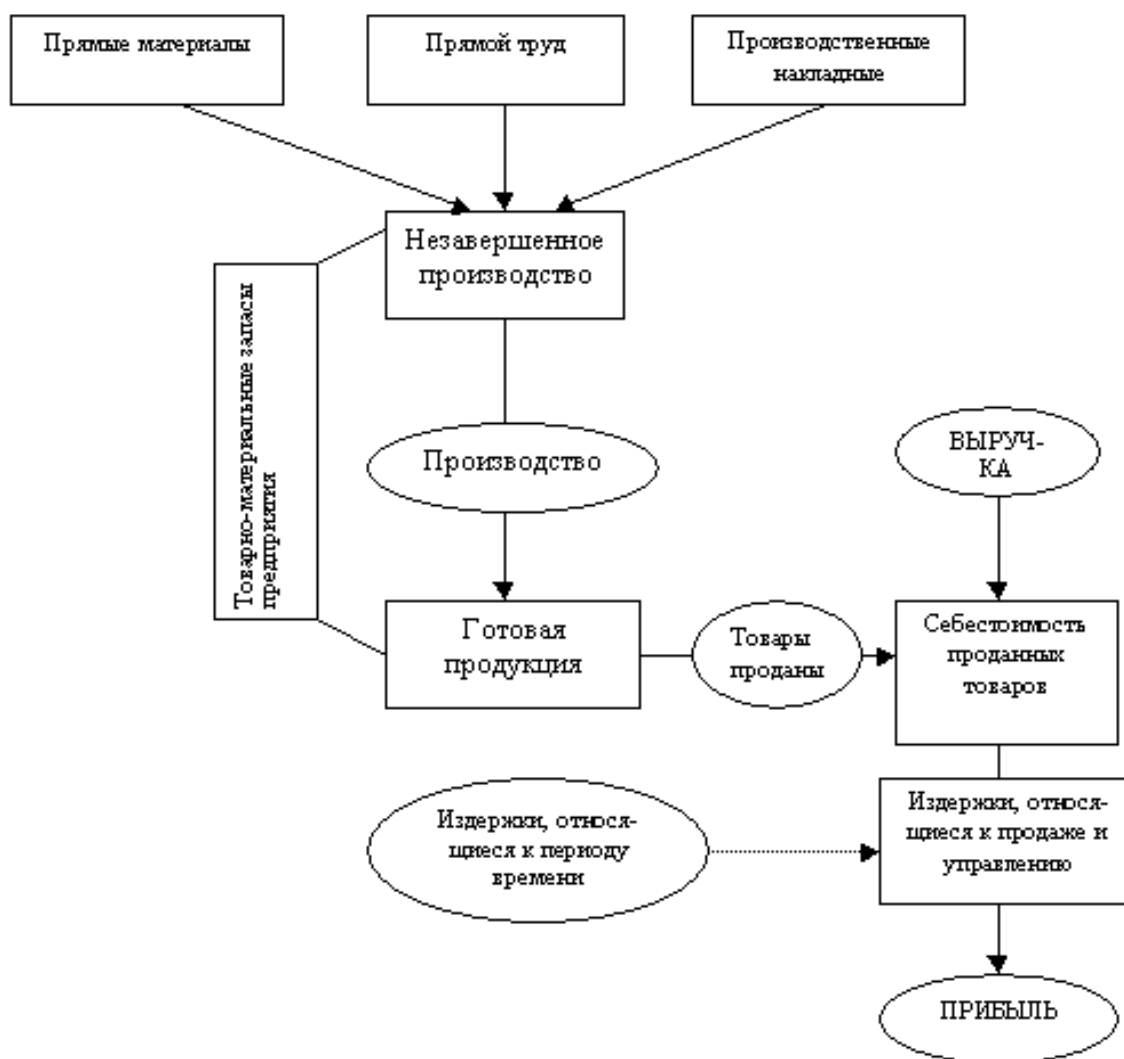 Прямые материалы
Прямой труд
Производственные
накладные
Незавершенное
производство
Товарно-материальные запасы
предприятия
Производство
ВЫРУЧ-
КА
Готовая
продукция
Товары
проданы
Себестоимость
проданных
товаров
Издержки, относя-
щиеся к периоду
времени
Издержки, относя-
щиеся к продаже и
управлению
ПРИБЫЛЬ